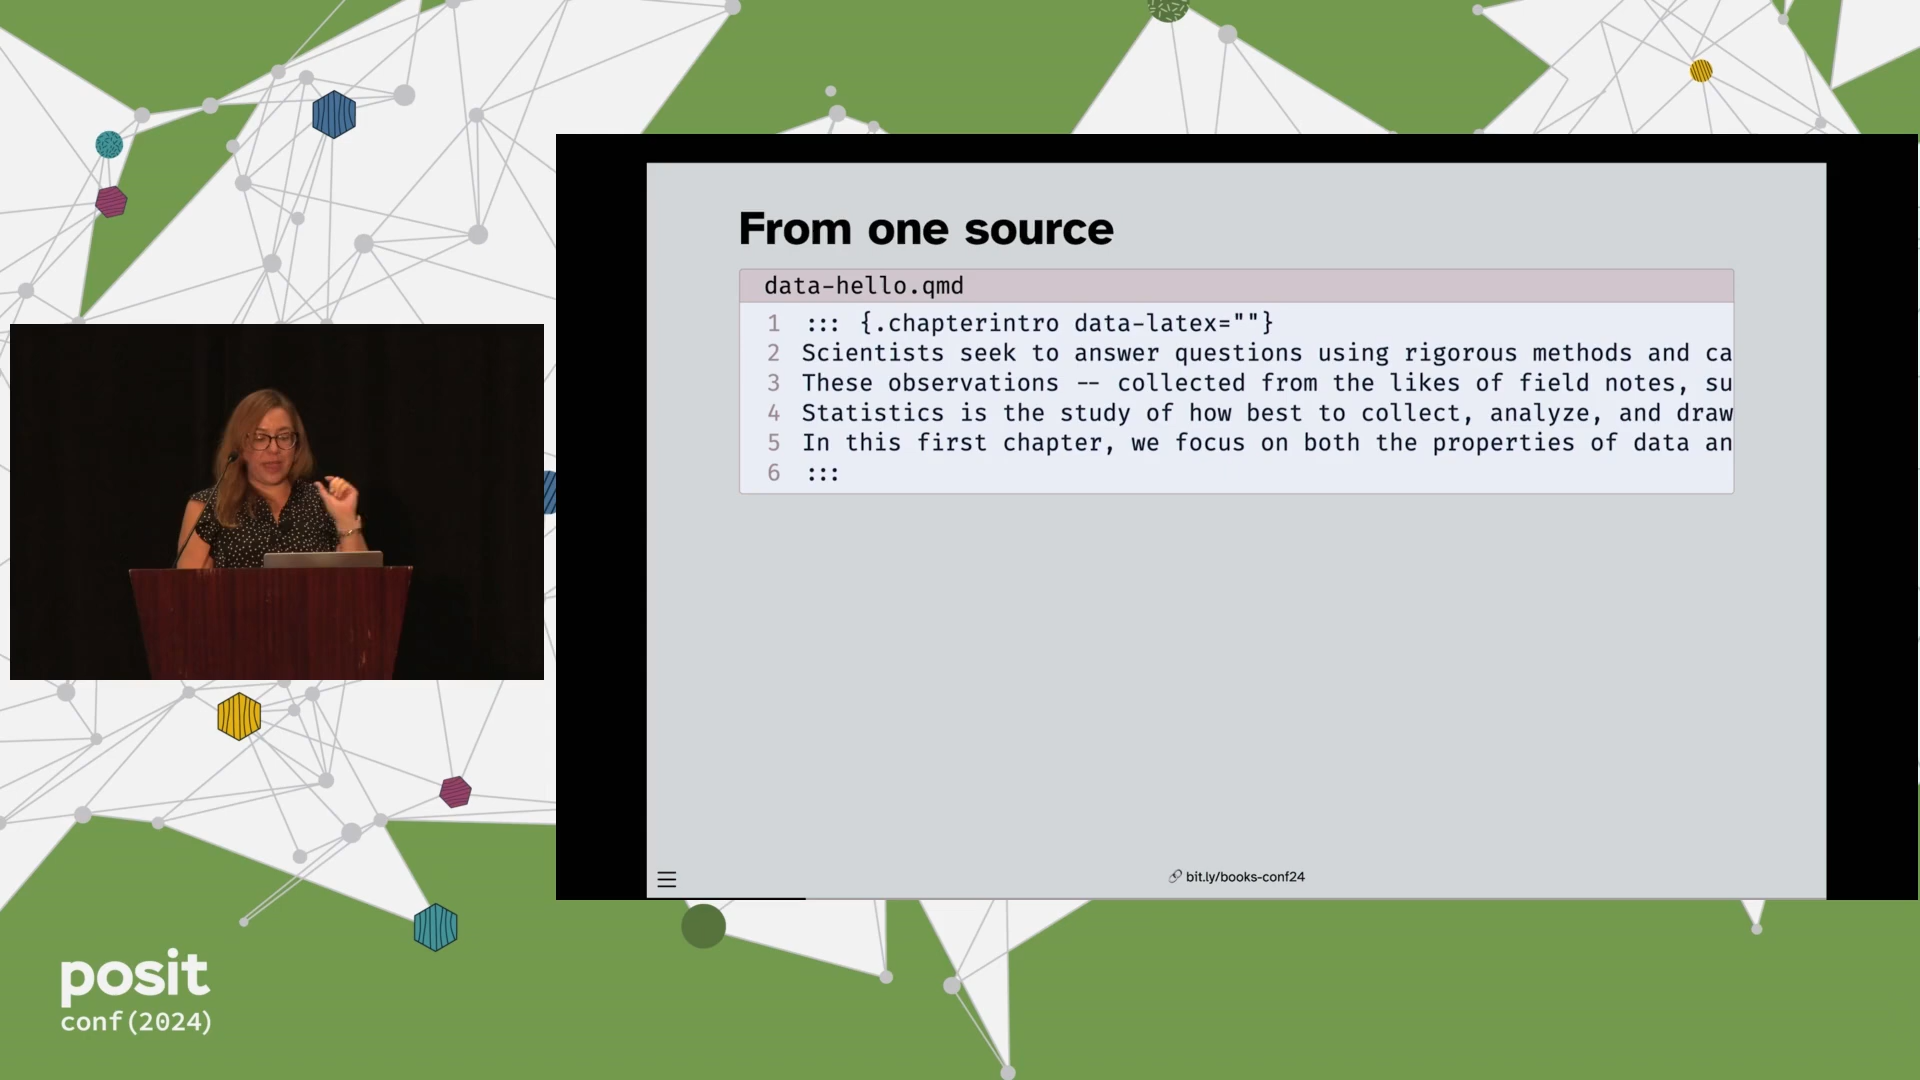 From one source
data-hello.qmd
1 ::: {.chapterintro data-latex=""}
2 Scientists seek to answer questions using rigorous methods and ca
3 These observations -- collected from the likes of field notes, su
4 Statistics is the study of how best to collect, analyze, and draw
5 In this first chapter, we focus on both the properties of data an
6 :::
bit.ly/books-conf24
posit
conf(2024)